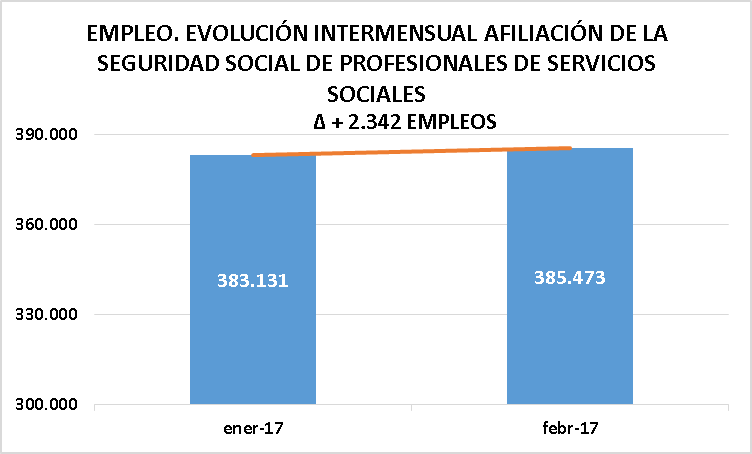 EMPLEO. EVOLUCIÓN INTERMENSUAL AFILIACIÓN DE LA
SEGURIDAD SOCIAL DE PROFESIONALES DE SERVICIOS
SOCIALES
Δ + 2.342 EMPLEOS
390.000
360.000
330.000
300.000
383.131
385.473
ener-17
febr-17